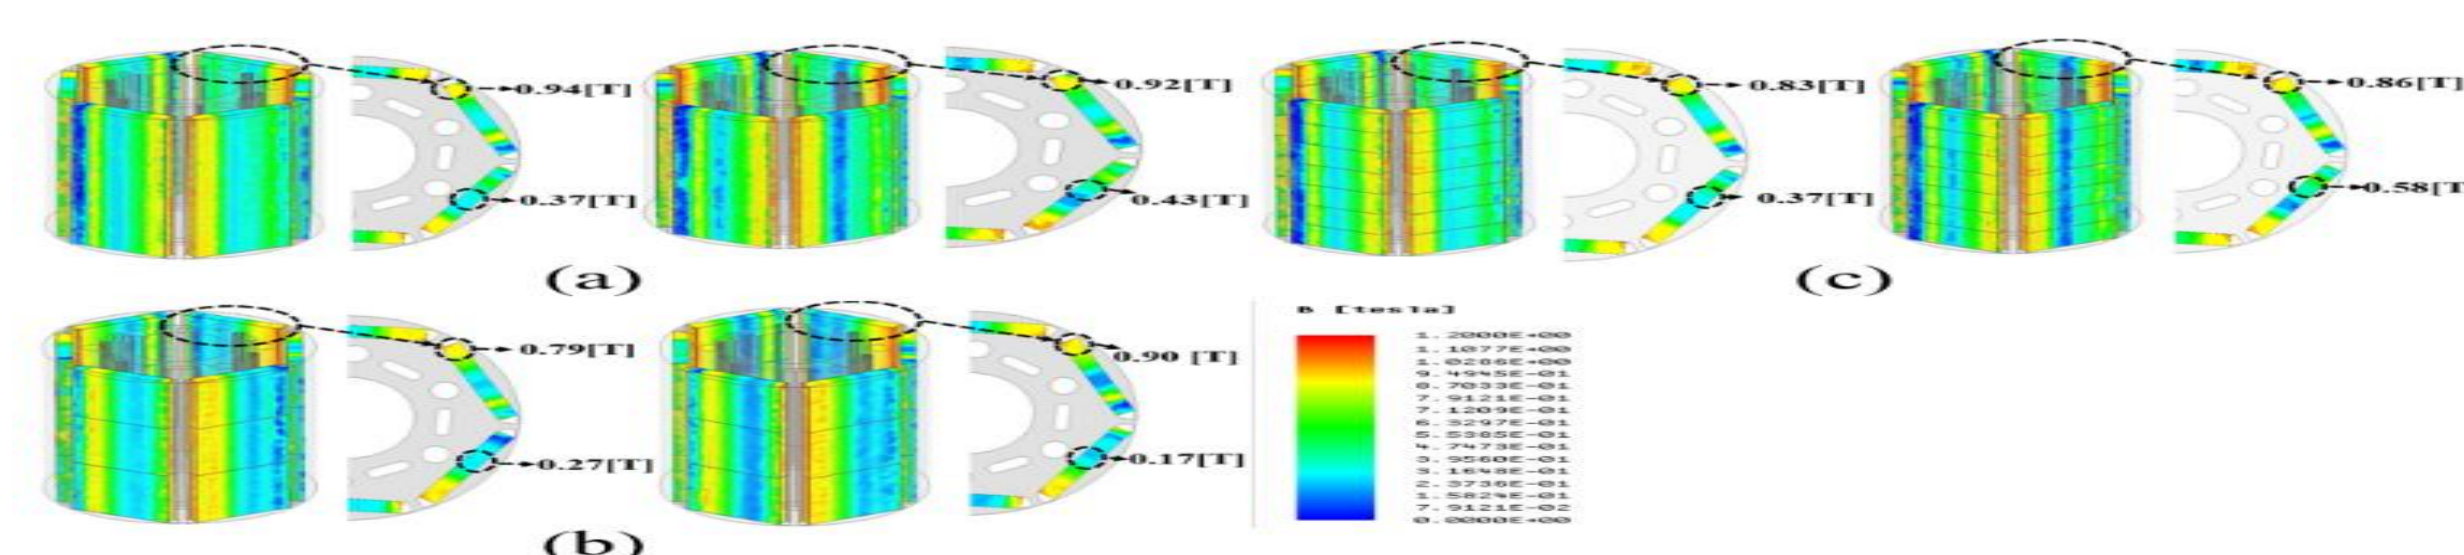 0.94[T]
0.37[T]
0.92[T]
0.43[T]
0.83[T]
0.37[T]
0.86[T]
0.58[T
(a)
(c)
0.79[T]
0.27[T]
0.90 [T]
0.17[T]
(b)
B [tesla]
1.2000E+00
1.1077E+00
1.0286E+00
9.4945E-01
8.7033E-01
7.9121E-01
7.1209E-01
6.3297E-01
5.5385E-01
4.7473E-01
3.9560E-01
3.1648E-01
2.3736E-01
1.5824E-01
7.9121E-02
0.0000E+00